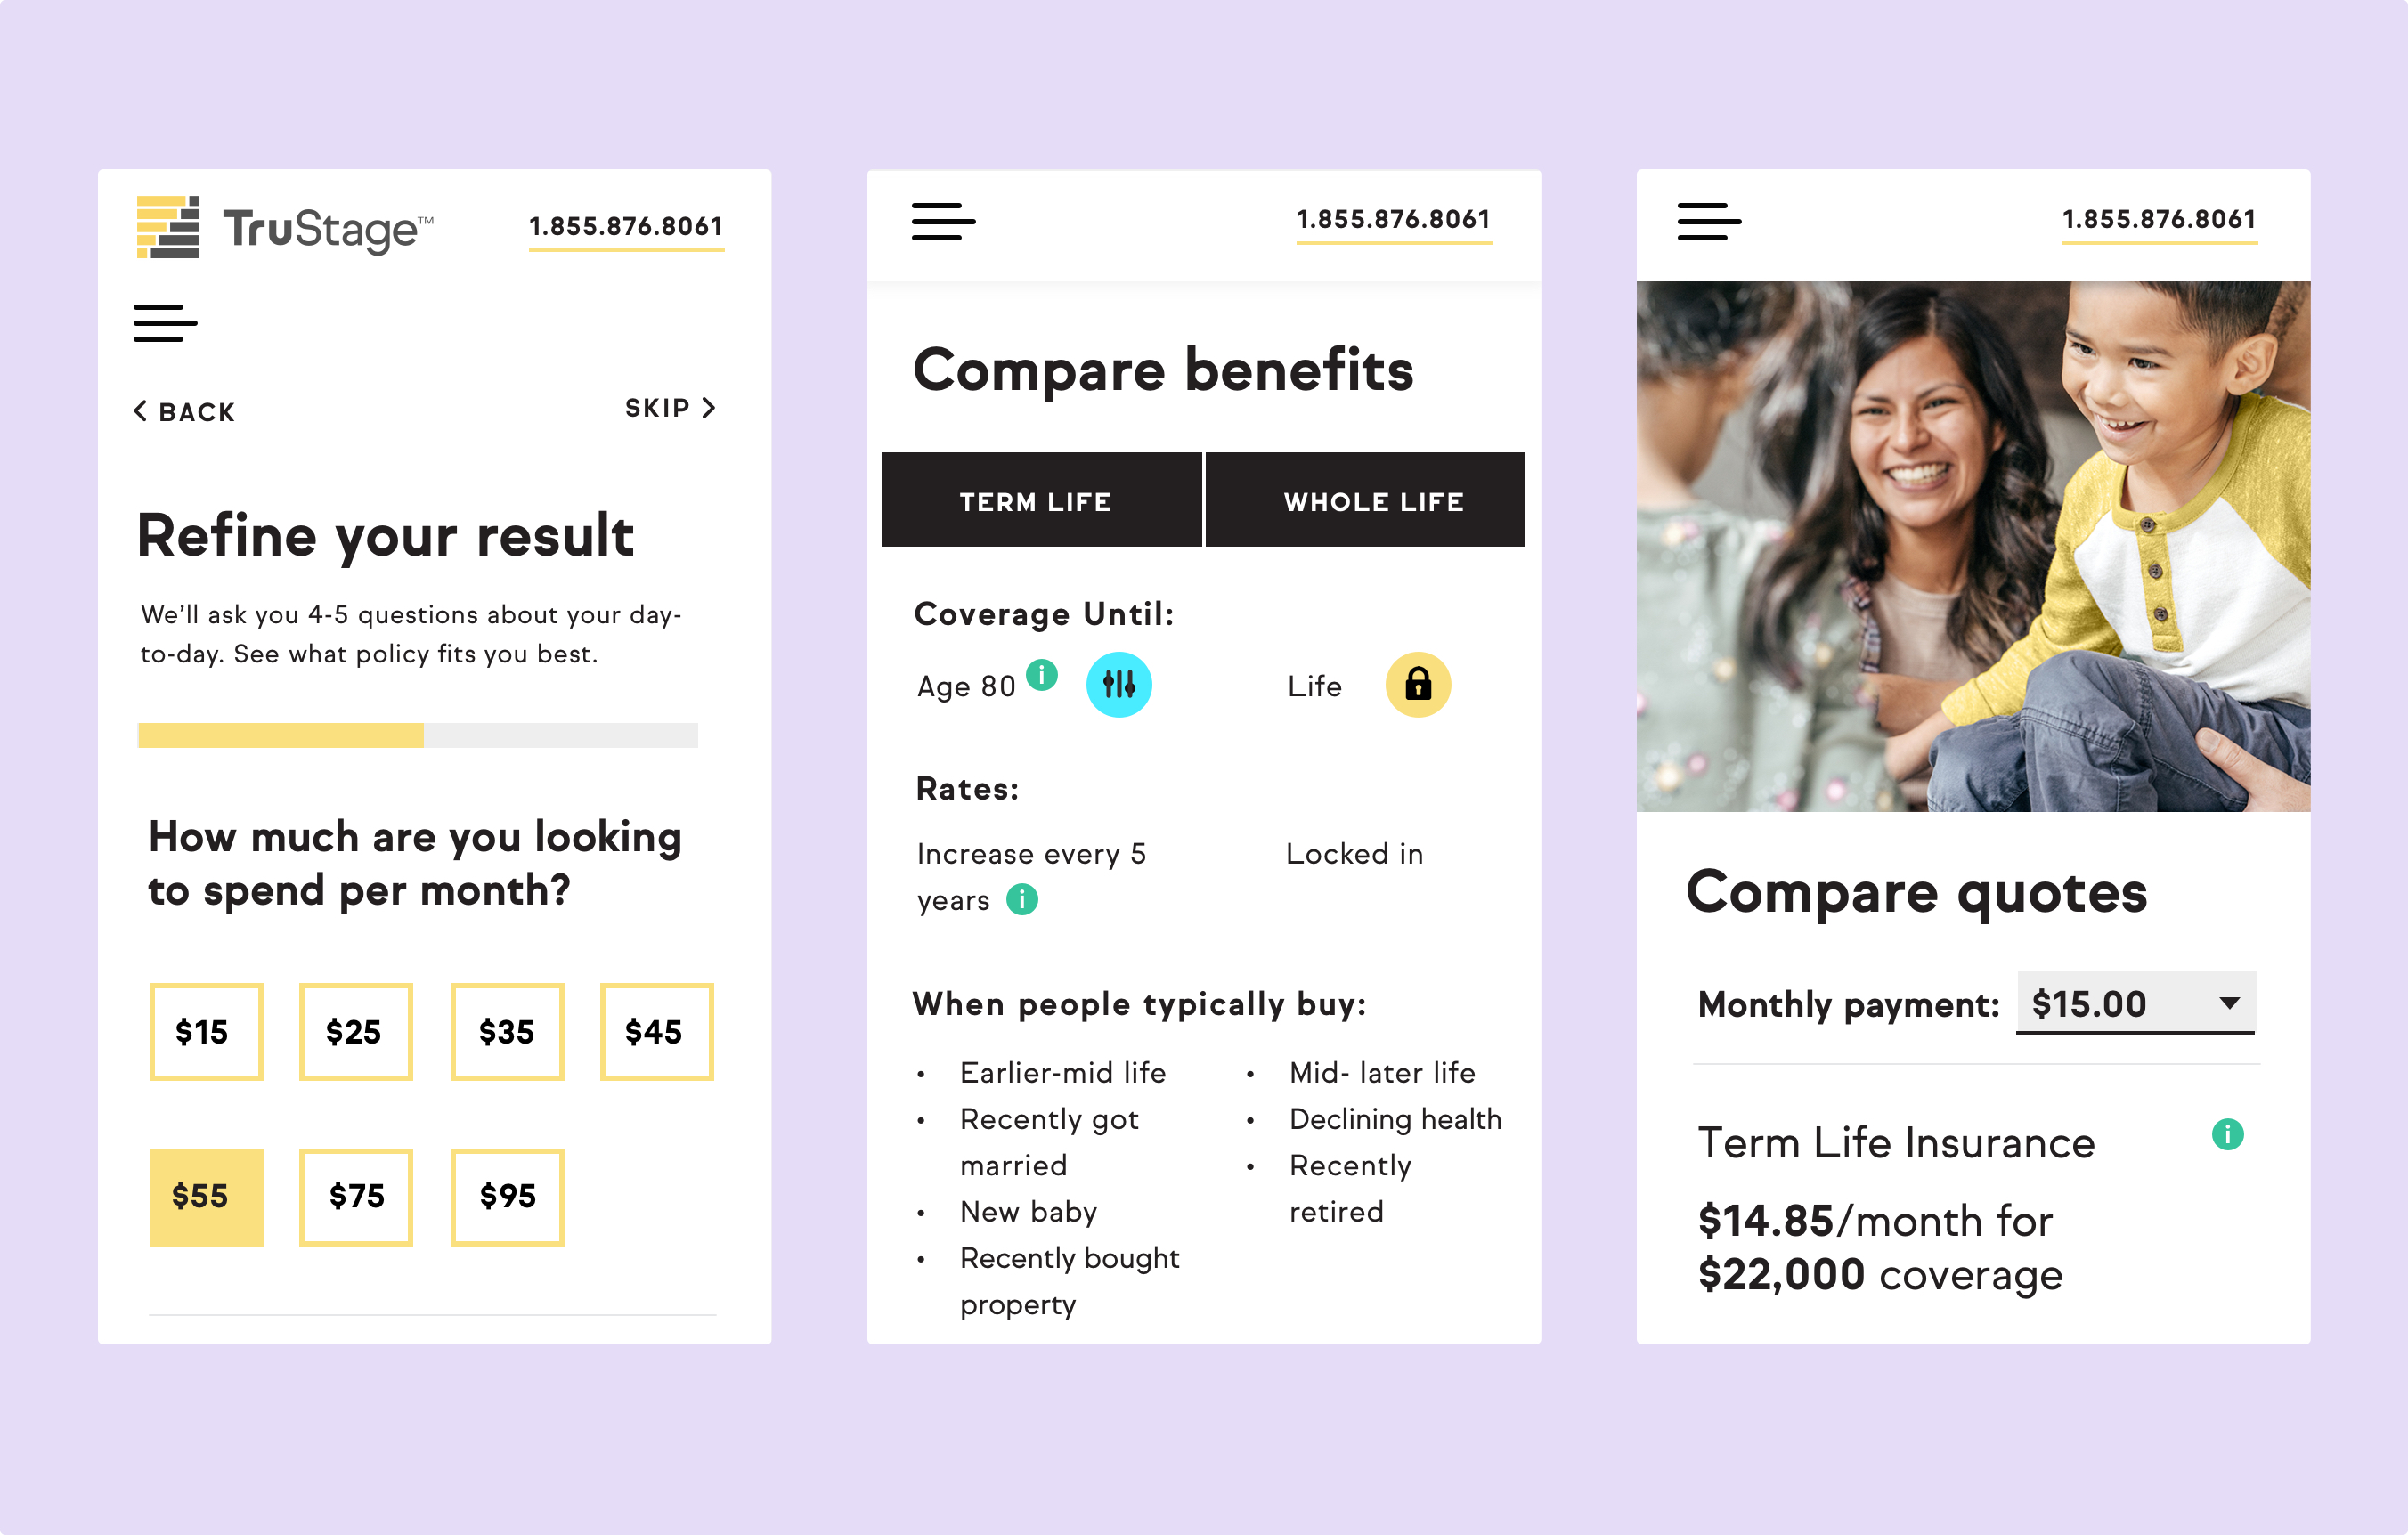 TruStage™
1.855.876.8061
BACK
SKIP
Refine your result
We’ll ask you 4-5 questions about your day-
to-day. See what policy fits you best.
How much are you looking
to spend per month?
$15
$25
$35
$45
$55
$75
$95
1.855.876.8061
Compare benefits
TERM LIFE
WHOLE LIFE
Coverage Until:
Age 80
i
Life
Rates:
Increase every 5
years
i
Locked in
When people typically buy:
• Earlier-mid life
• Recently got
married
• New baby
• Recently bought
property
• Mid- later life
• Declining health
• Recently
retired
1.855.876.8061
Compare quotes
Monthly payment: $15.00
Term Life Insurance
i
$14.85/month for
$22,000 coverage